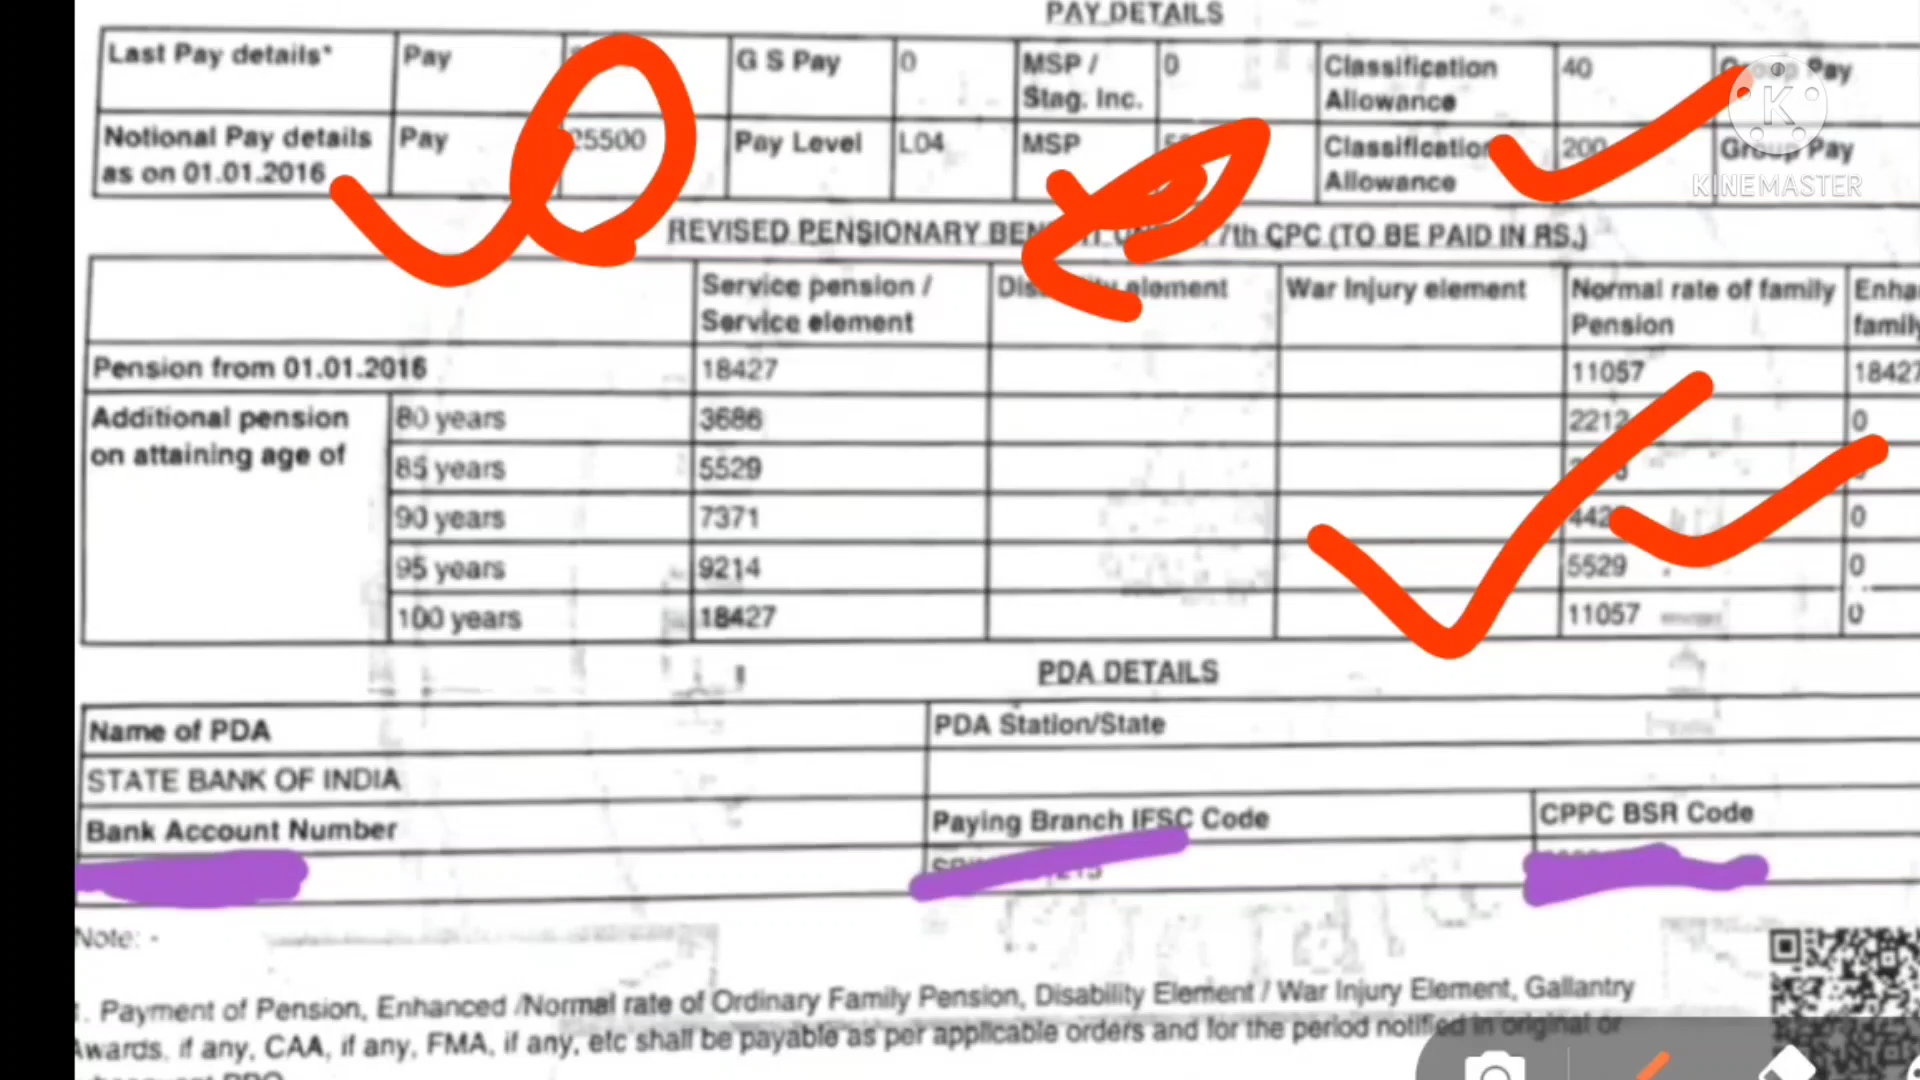 PAY DETAILS
Last Pay details* Pay G S Pay 0 MSP / Stag. Inc. 0 Classification Allowance 40 Group Pay
Notional Pay details as on 01.01.2016 Pay 25500 Pay Level L04 MSP Classification Allowance 200 Group Pay
KINEMASTER
REVISED PENSIONARY 7th CPC (TO BE PAID IN RS.)
Service pension / Service element element War Injury element Normal rate of family Pension
Pension from 01.01.2016 18427 11057 18427
Additional pension on attaining age of
80 years 3686 2212 0
85 years 5529
90 years 7371 0
95 years 9214 5529 0
100 years 18427 11057 0
PDA DETAILS
Name of PDA PDA Station/State
STATE BANK OF INDIA
Bank Account Number Paying Branch IFSC Code CPPC BSR Code
Note: -
1. Payment of Pension, Enhanced /Normal rate of Ordinary Family Pension, Disability Element / War Injury Element, Gallantry
Awards, if any, CAA, if any, FMA, if any, etc shall be payable as per applicable orders and for the period notified in original or